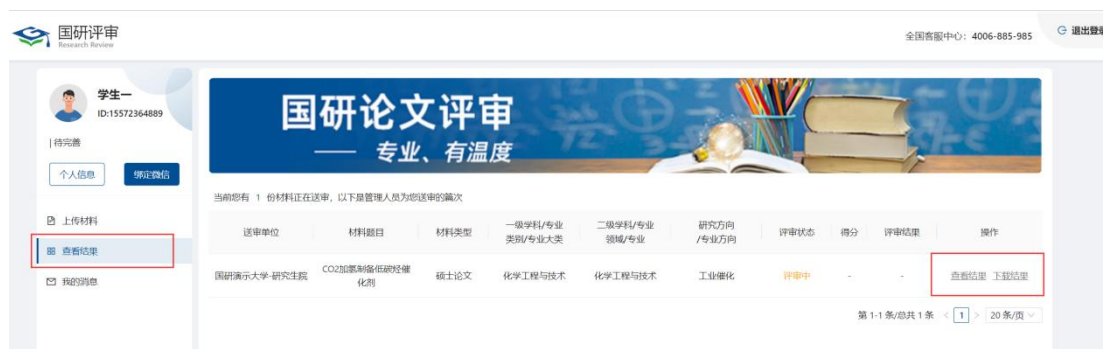 国研评审
Research Review
全国客服中心：4006-885-985
退出登录
学生一
ID:15572364889
|待完善
个人信息
绑定微信
上传材料
查看结果
我的消息
国研论文评审
—— 专业、有温度
当前您有 1 份材料正在送审，以下是管理人员为您送审的篇次
送审单位 材料题目 材料类型 一级学科/专业类别/专业大类 二级学科/专业领域/专业 研究方向/专业方向 评审状态 得分 评审结果 操作
国研演示大学-研究生院 CO2加氢制备低碳烃催化剂 硕士论文 化学工程与技术 化学工程与技术 工业催化 评审中 - - 查看结果 下载结果
第 1-1 条/总共 1 条 < 1 > 20 条/页